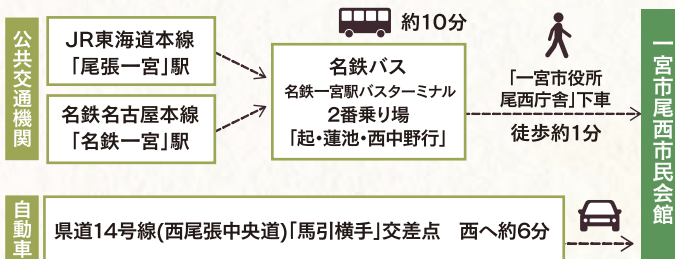 公共交通機関
JR東海道本線
「尾張一宮」駅
名鉄名古屋本線
「名鉄一宮」駅
約10分
名鉄バス
名鉄一宮駅バスターミナル
2番乗り場
「起・蓮池・西中野行」
「一宮市役所
尾西庁舎」下車
徒歩約1分
一宮市尾西市民会館
自動車
県道14号線(西尾張中央道)「馬引横手」交差点　西へ約6分